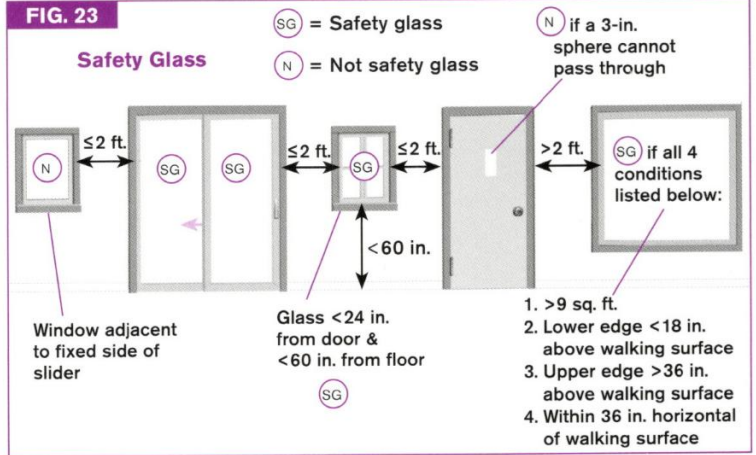 FIG. 23
Safety Glass
SG = Safety glass
N = Not safety glass
N if a 3-in.
sphere cannot
pass through
≤2 ft.
≤2 ft.
≤2 ft.
>2 ft.
N
SG
SG
SG
SG if all 4
conditions
listed below:
<60 in.
Window adjacent
to fixed side of
slider
Glass <24 in.
from door &
<60 in. from floor
SG
1. >9 sq. ft.
2. Lower edge <18 in.
above walking surface
3. Upper edge >36 in.
above walking surface
4. Within 36 in. horizontal
of walking surface